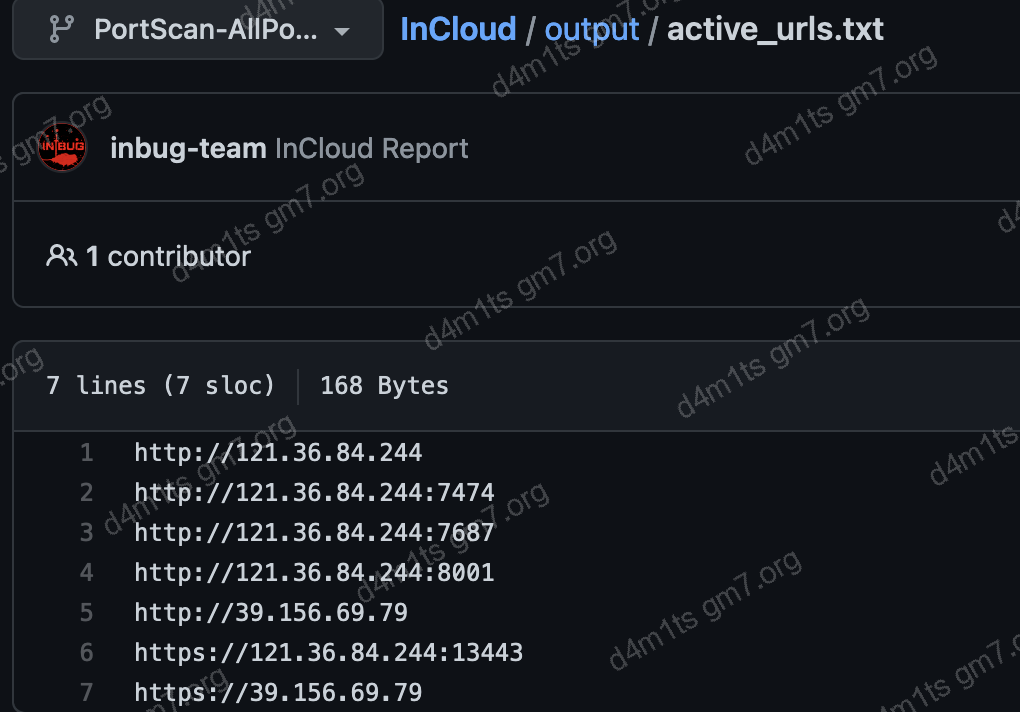 PortScan-AllPo... InCloud / output / active_urls.txt
INBUG inbug-team InCloud Report
1 contributor
7 lines (7 sloc) 168 Bytes
1 http://121.36.84.244
2 http://121.36.84.244:7474
3 http://121.36.84.244:7687
4 http://121.36.84.244:8001
5 http://39.156.69.79
6 https://121.36.84.244:13443
7 https://39.156.69.79
d4m1ts gm7.org